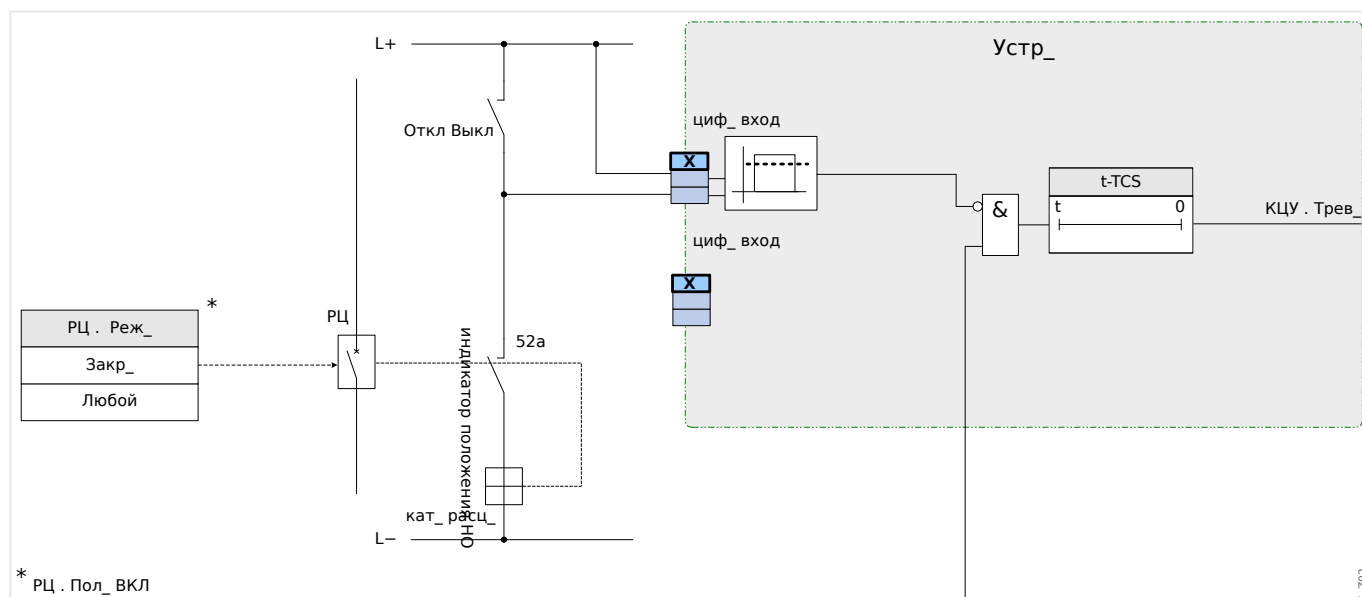 Устр_
L+
циф_ вход
Откл Выкл
X
t-TCS
&
t 0
КЦУ . Трев_
циф_ вход
X
*
РЦ
РЦ . Реж_
52a
Закр_
Любой
индикатор положения НО
кат_ расц_
L−
* РЦ . Пол_ ВКЛ